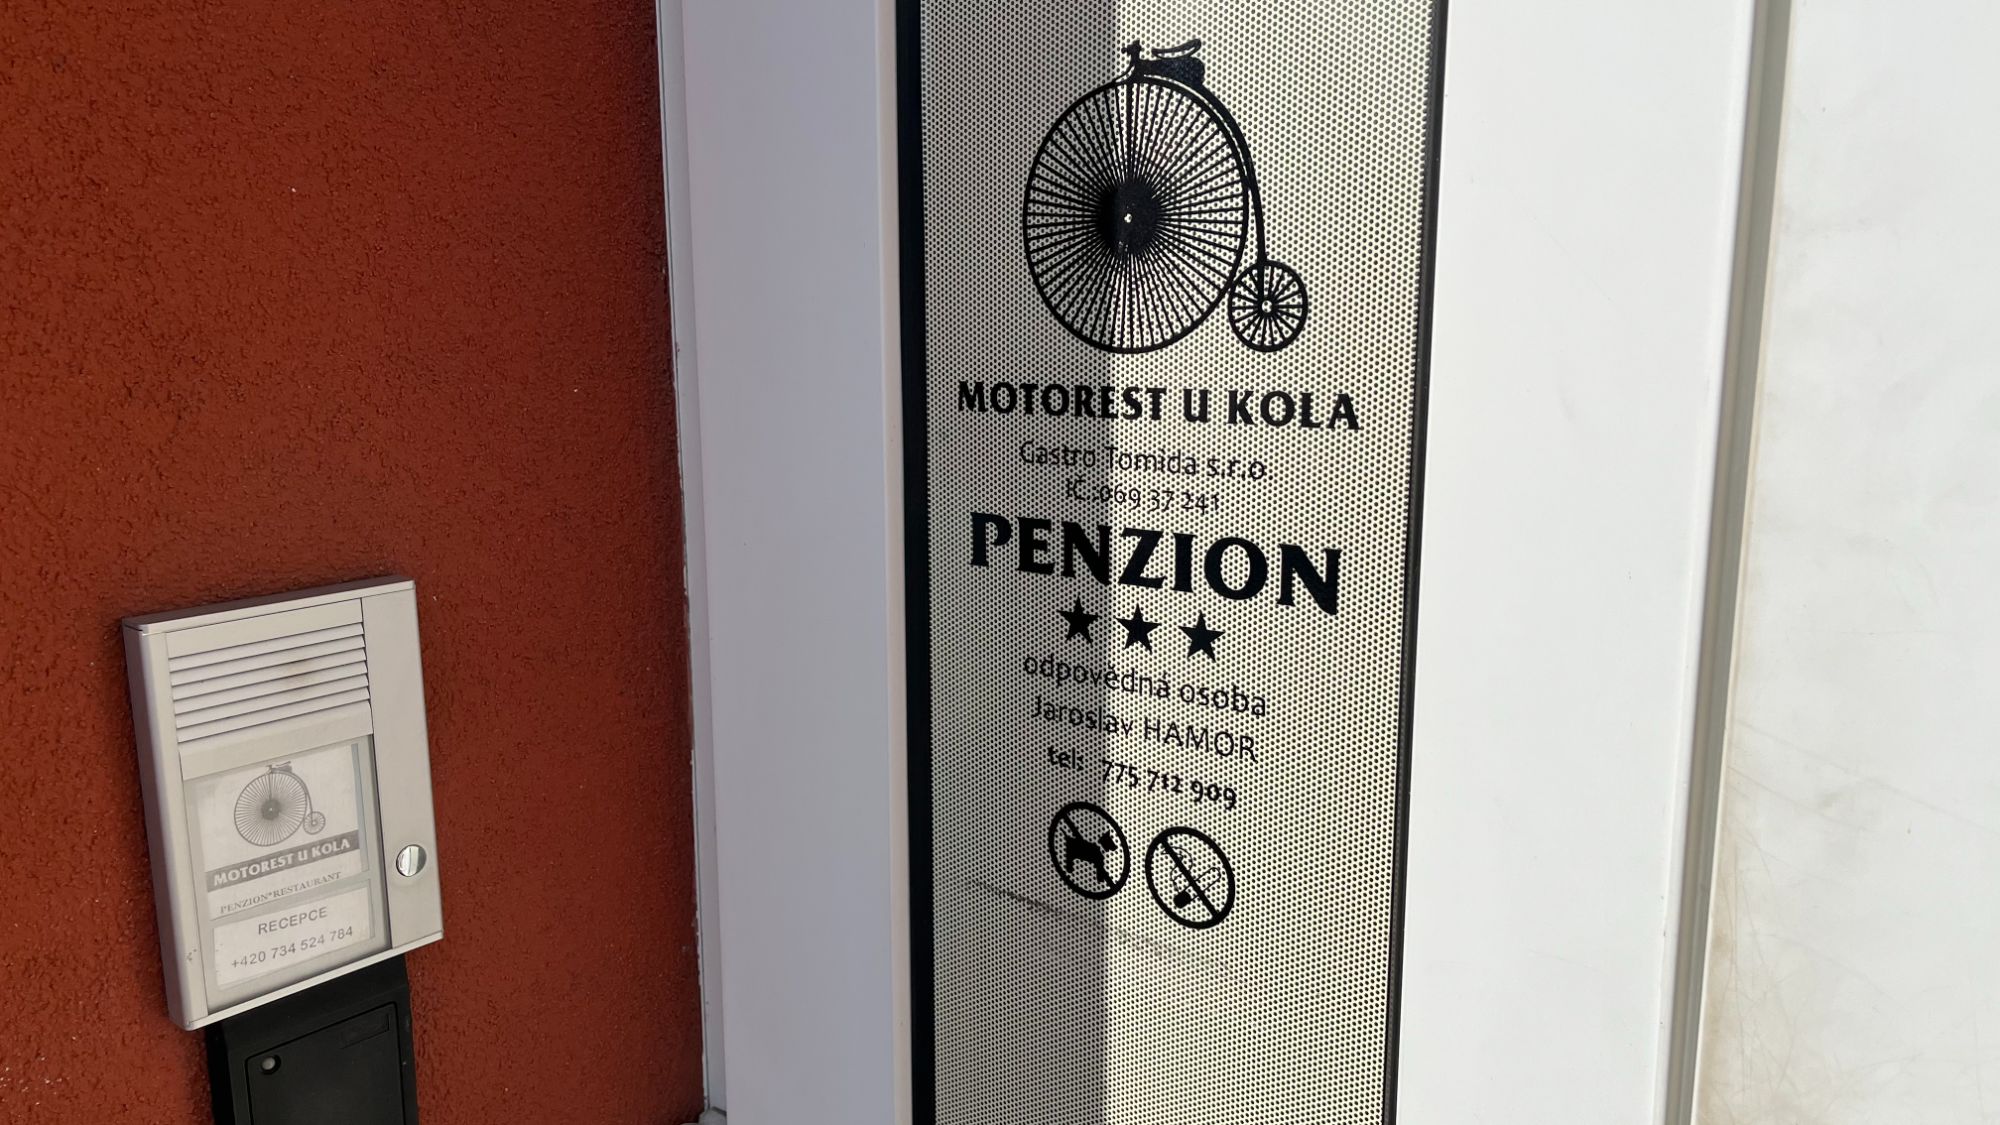 MOTOREST U KOLA
Gastro Tomida s.r.o.
IČ:069 37 241
PENZION
odpovědná osoba
Jaroslav HAMOR
tel: 775 712 909
MOTOREST U KOLA
PENZION*RESTAURANT
RECEPCE
+420 734 524 784